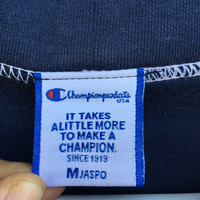 Championproducts
USA
IT TAKES
ALITTLE MORE
TO MAKE A
CHAMPION.
SINCE 1919
M JASPO